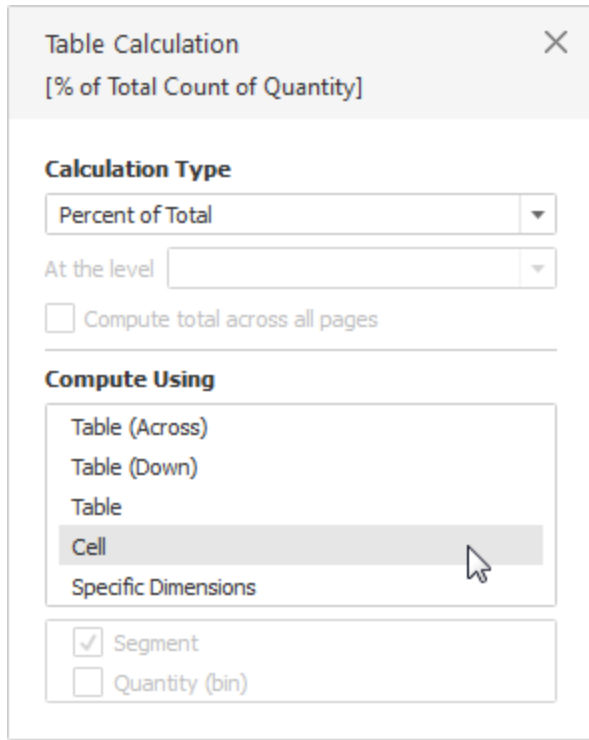 Table Calculation
[% of Total Count of Quantity]
Calculation Type
Percent of Total
At the level
Compute total across all pages
Compute Using
Table (Across)
Table (Down)
Table
Cell
Specific Dimensions
Segment
Quantity (bin)